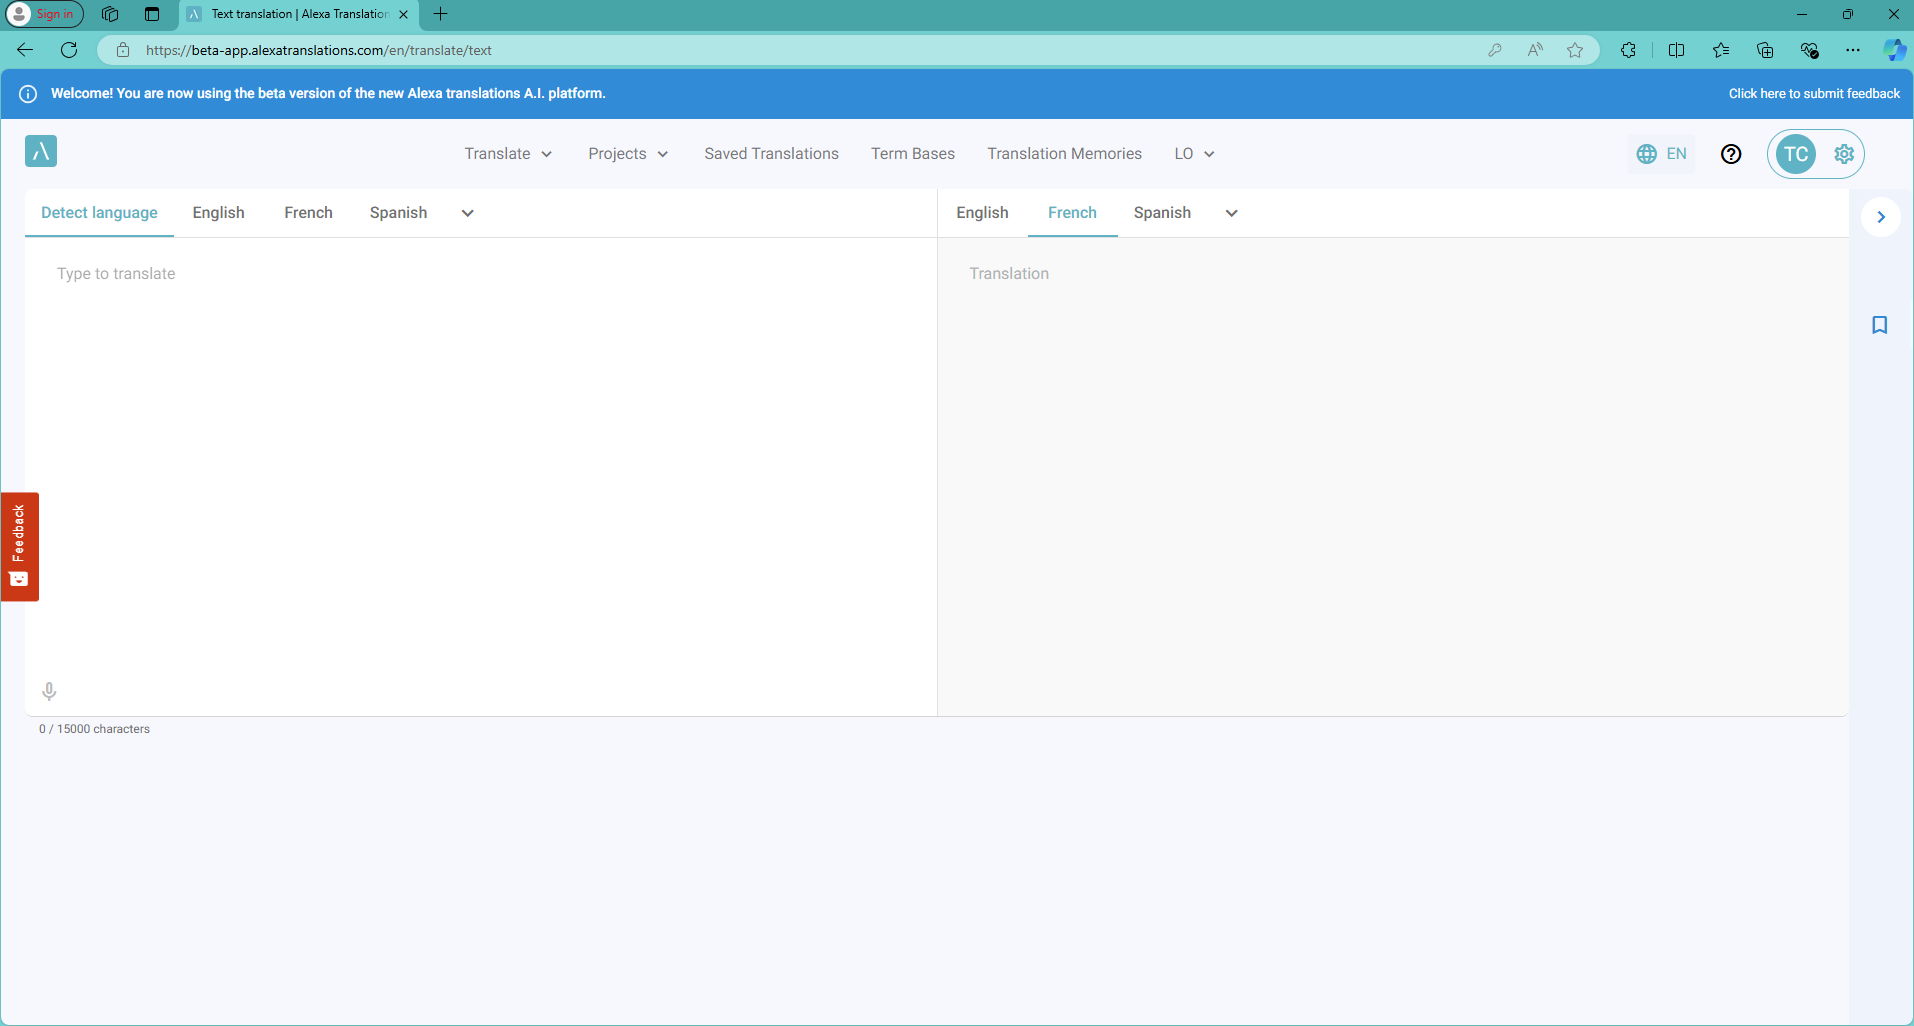 Sign in
Text translation | Alexa Translation
https://beta-app.alexatranslations.com/en/translate/text
Welcome! You are now using the beta version of the new Alexa translations A.I. platform.
Click here to submit feedback
Translate
Projects
Saved Translations
Term Bases
Translation Memories
LO
EN
TC
Detect language
English
French
Spanish
English
French
Spanish
Type to translate
Translation
Feedback
0 / 15000 characters